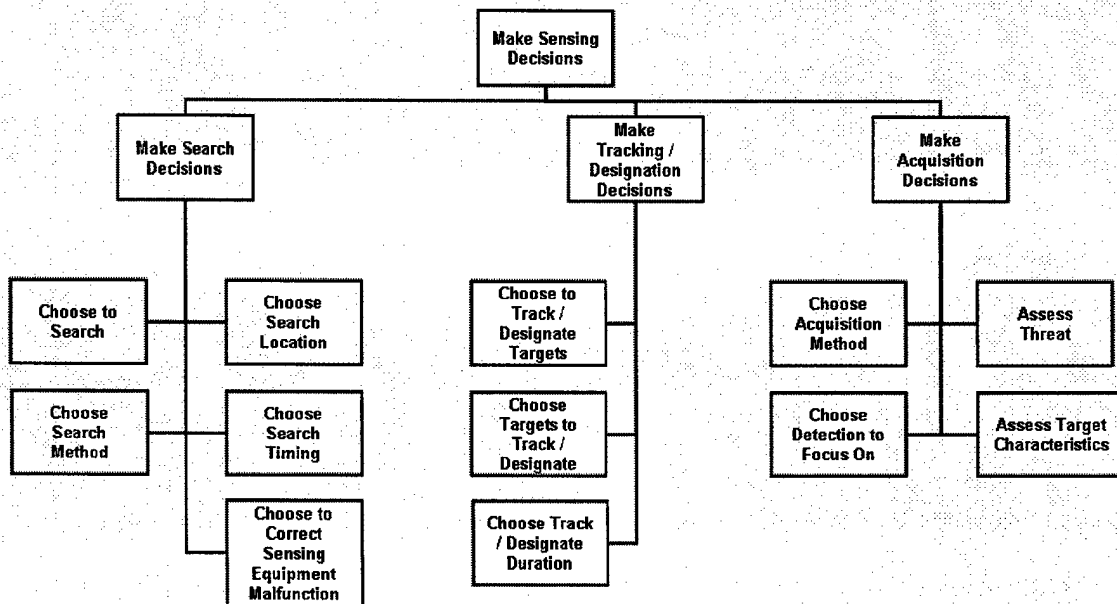 Make Sensing
Decisions
Make Search
Decisions
Make
Tracking /
Designation
Decisions
Make
Acquisition
Decisions
Choose to
Search
Choose
Search
Location
Choose
Search
Method
Choose
Search
Timing
Choose to
Correct
Sensing
Equipment
Malfunction
Choose to
Track /
Designate
Targets
Choose
Targets to
Track /
Designate
Choose Track
/ Designate
Duration
Choose
Acquisition
Method
Assess
Threat
Choose
Detection to
Focus On
Assess Target
Characteristics